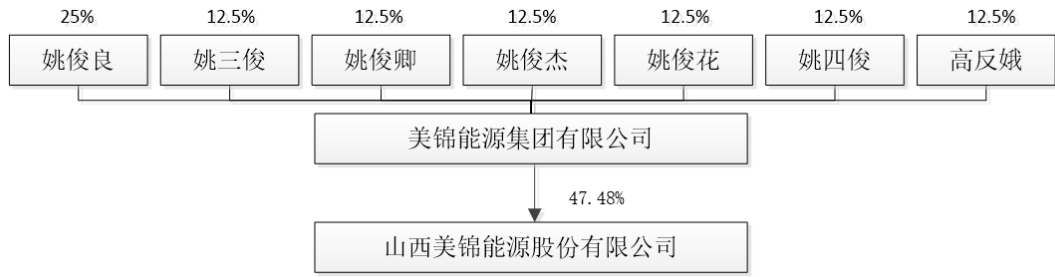 25% 12.5% 12.5% 12.5% 12.5% 12.5% 12.5%
姚俊良 姚三俊 姚俊卿 姚俊杰 姚俊花 姚四俊 高反娥
美锦能源集团有限公司
47.48%
山西美锦能源股份有限公司